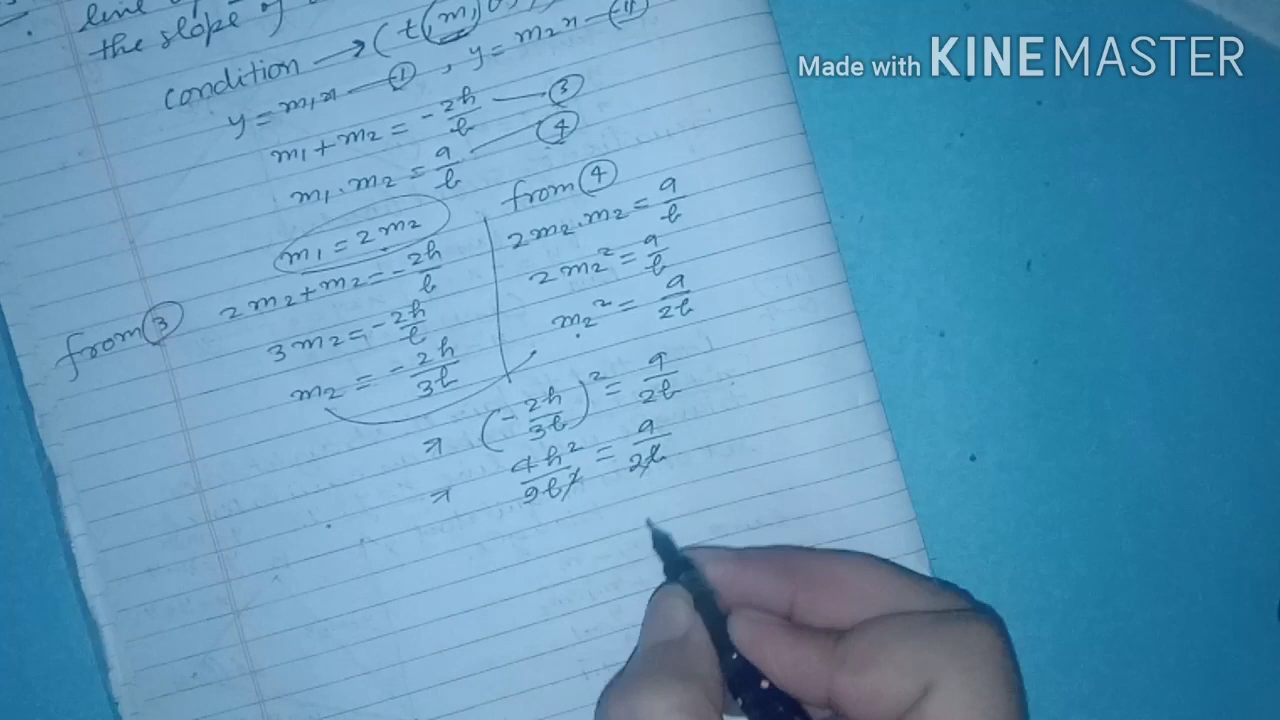 Made with KINEMASTER
line
the slope of
condition → (t(m)
y = m1x — ① , y = m2x — ⑪
m1 + m2 = - 2h/b — ③
m1 . m2 = a/b — ④
m1 = 2m2
from ③ 2m2 + m2 = - 2h/b
3m2 = - 2h/b
m2 = - 2h/3b
from ④
2m2 . m2 = a/b
2m2² = a/b
m2² = a/2b
⇒ (- 2h/3b)² = a/2b
⇒ 4h²/9b² = a/2b